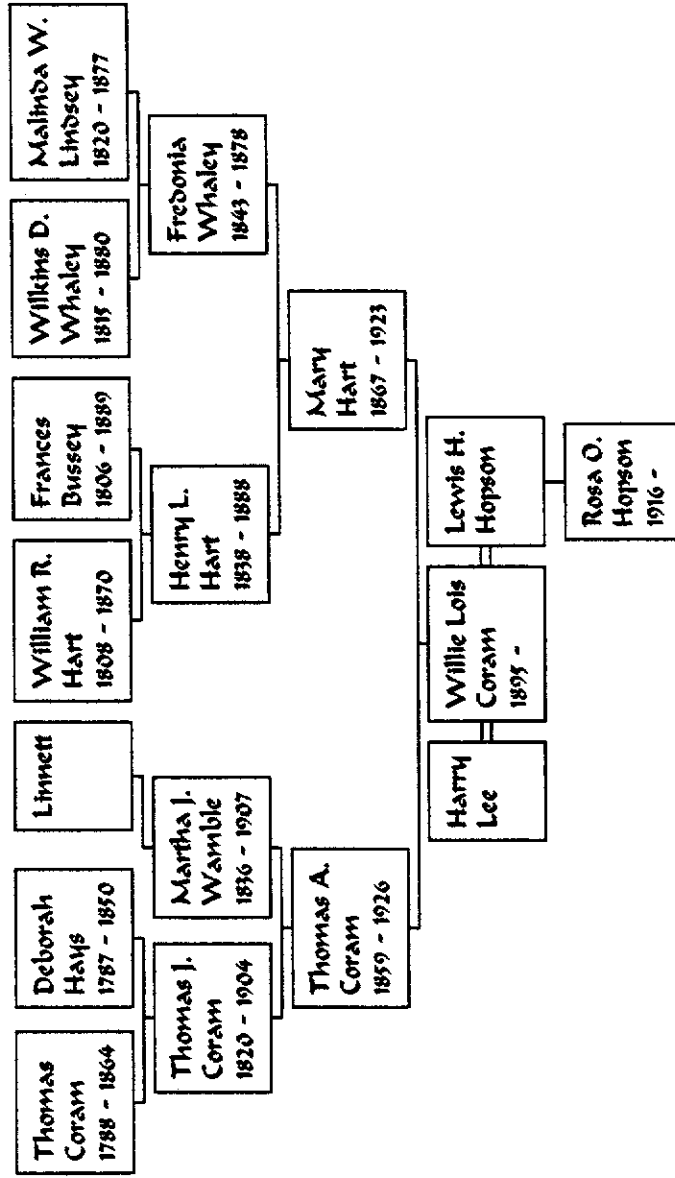 Thomas
Coram
1788 - 1864
Deborah
Hays
1787 - 1850
Linnett
William R.
Hart
1808 - 1870
Frances
Bussey
1806 - 1889
Wilkins D.
Whaley
1815 - 1880
Malinda W.
Lindsey
1820 - 1877
Thomas J.
Coram
1820 - 1904
Martha J.
Wamble
1836 - 1907
Henry L.
Hart
1838 - 1888
Fredonia
Whaley
1843 - 1878
Thomas A.
Coram
1859 - 1926
Mary
Hart
1867 - 1923
Harry
Lee
Willie Lois
Coram
1895 -
Lewis H.
Hopson
Rosa O.
Hopson
1916 -